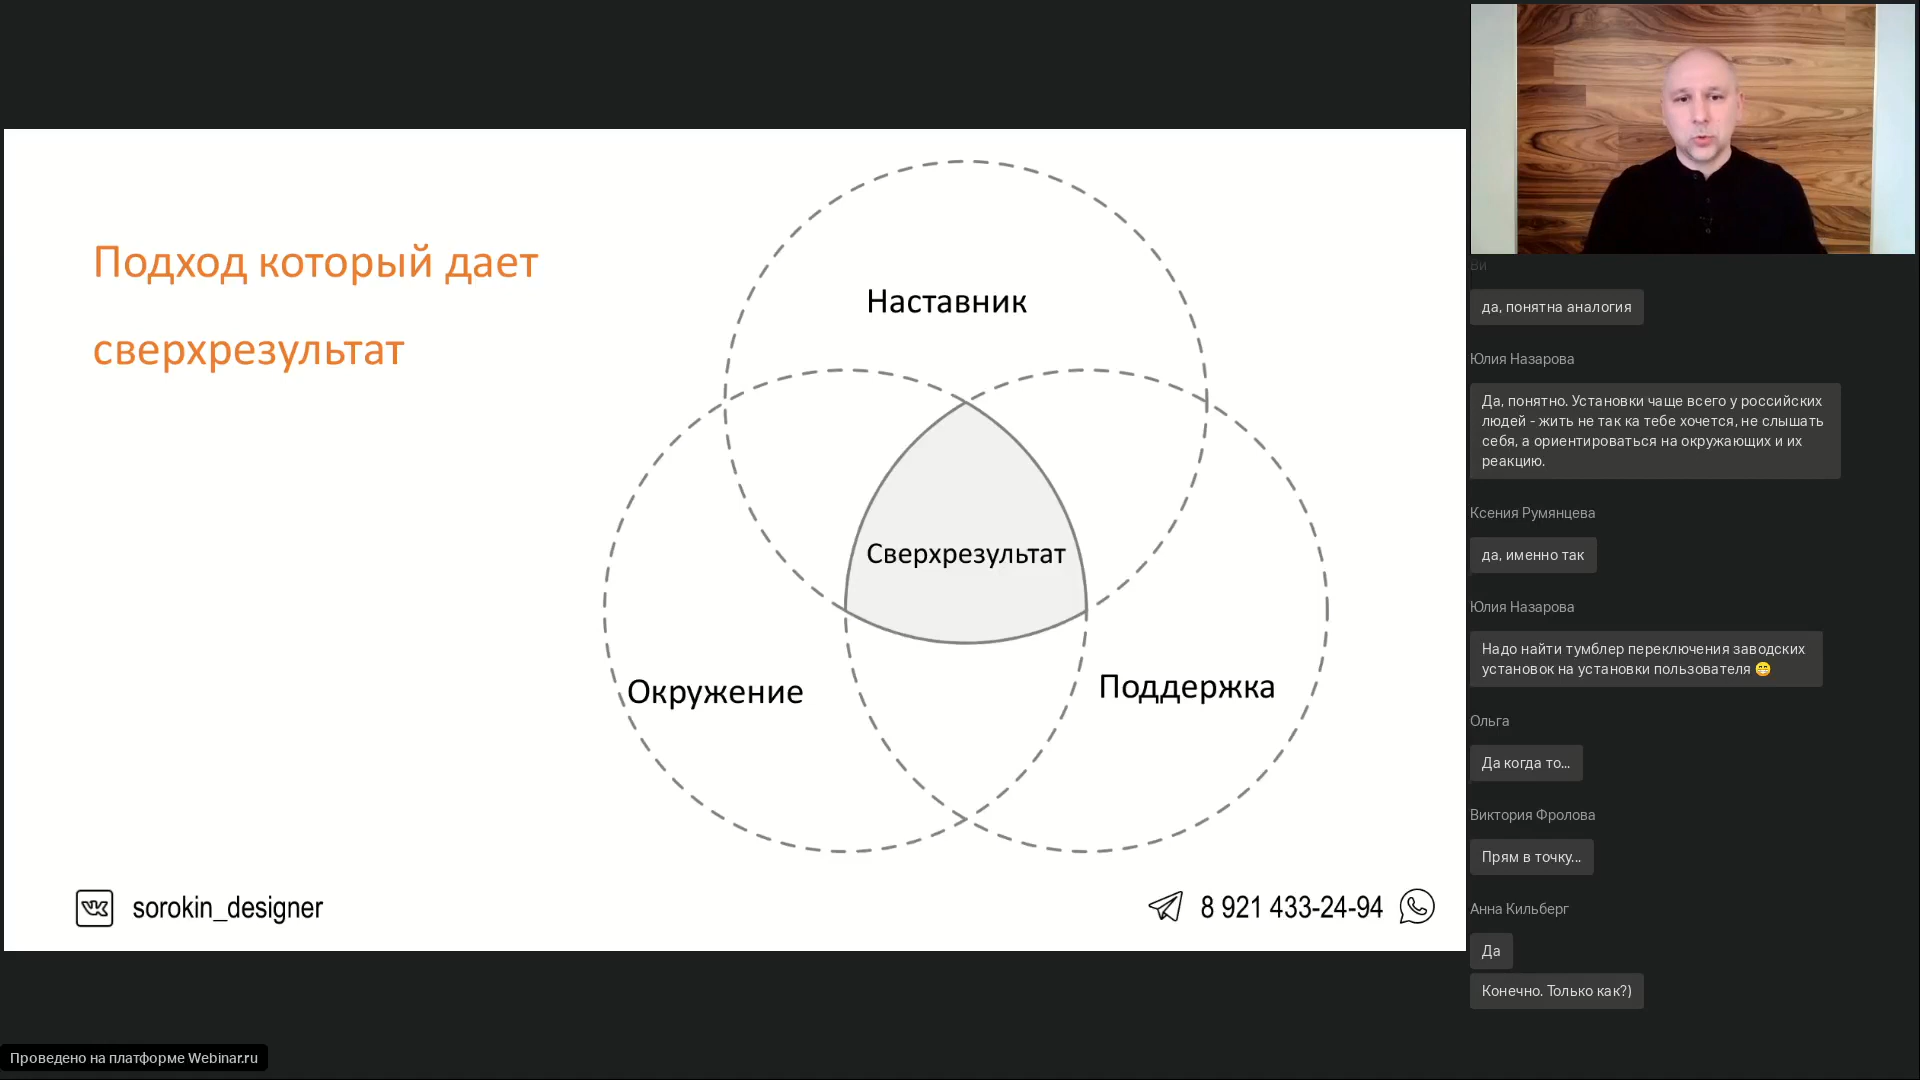 Подход который дает
сверхрезультат
Наставник
Сверхрезультат
Окружение
Поддержка
sorokin_designer
8 921 433-24-94
Ви
да, понятна аналогия
Юлия Назарова
Да, понятно. Установки чаще всего у российских
людей - жить не так ка тебе хочется, не слышать
себя, а ориентироваться на окружающих и их
реакцию.
Ксения Румянцева
да, именно так
Юлия Назарова
Надо найти тумблер переключения заводских
установок на установки пользователя 😁
Ольга
Да когда то...
Виктория Фролова
Прям в точку...
Анна Кильберг
Да
Конечно. Только как?)
Проведено на платформе Webinar.ru